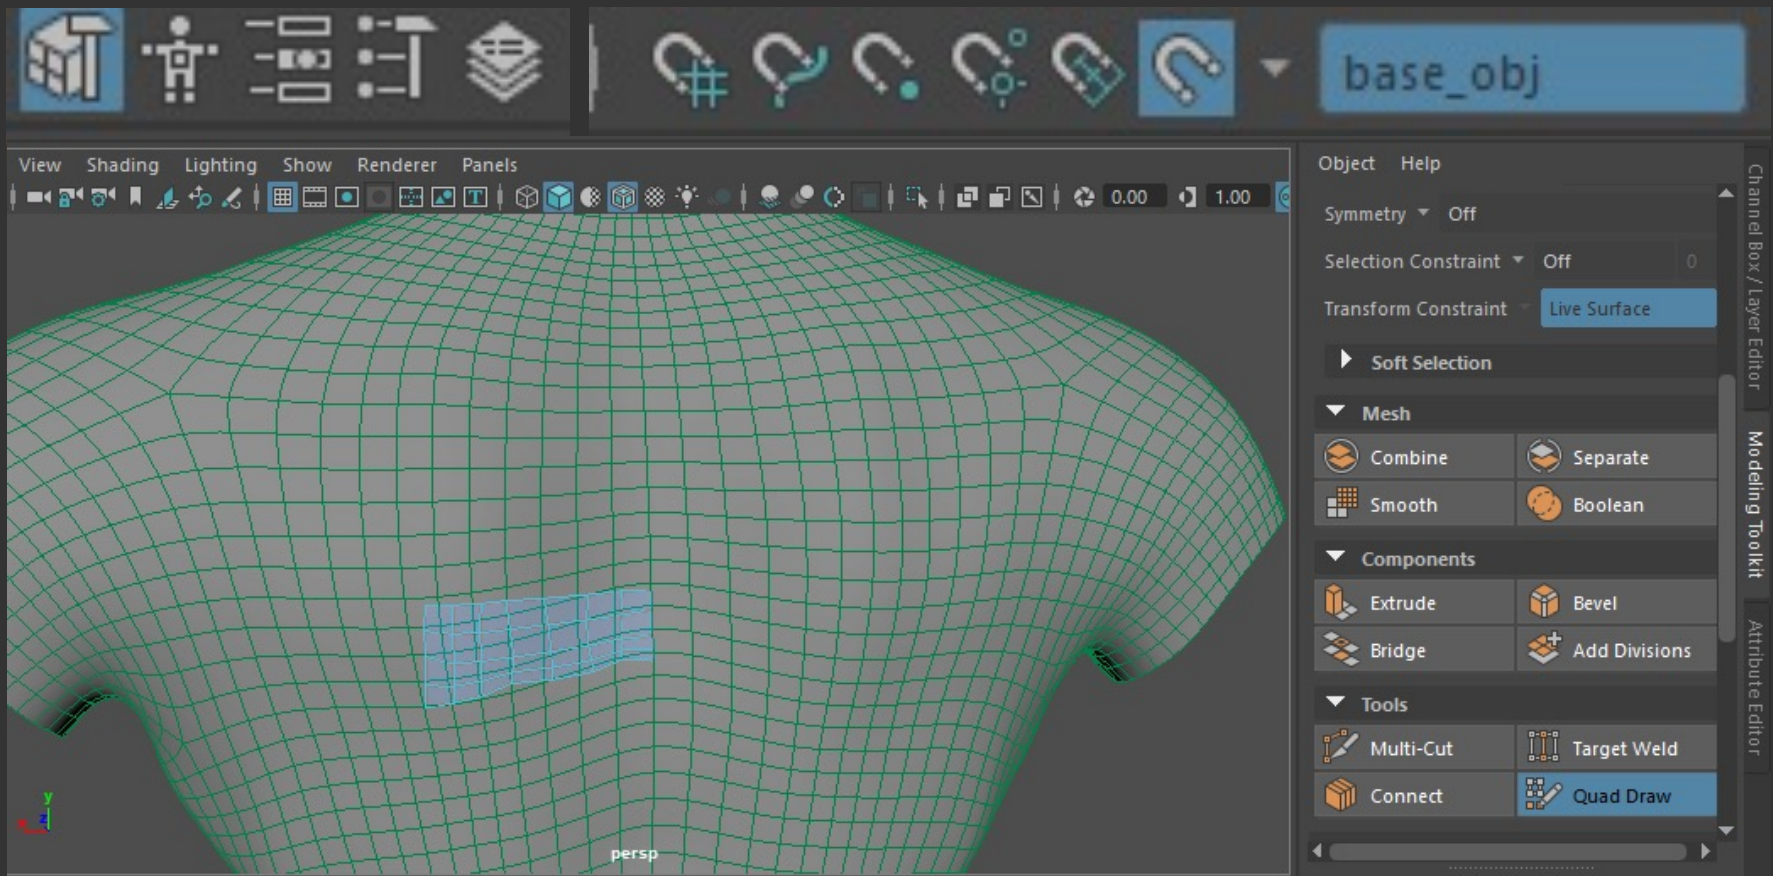 base_obj
View Shading Lighting Show Renderer Panels
T 0.00 1.00
Object Help
Symmetry Off
Selection Constraint Off 0
Transform Constraint Live Surface
Soft Selection
Mesh
Combine Separate
Smooth Boolean
Components
Extrude Bevel
Bridge Add Divisions
Tools
Multi-Cut Target Weld
Connect Quad Draw
Channel Box / Layer Editor
Modeling Toolkit
Attribute Editor
y
z
persp